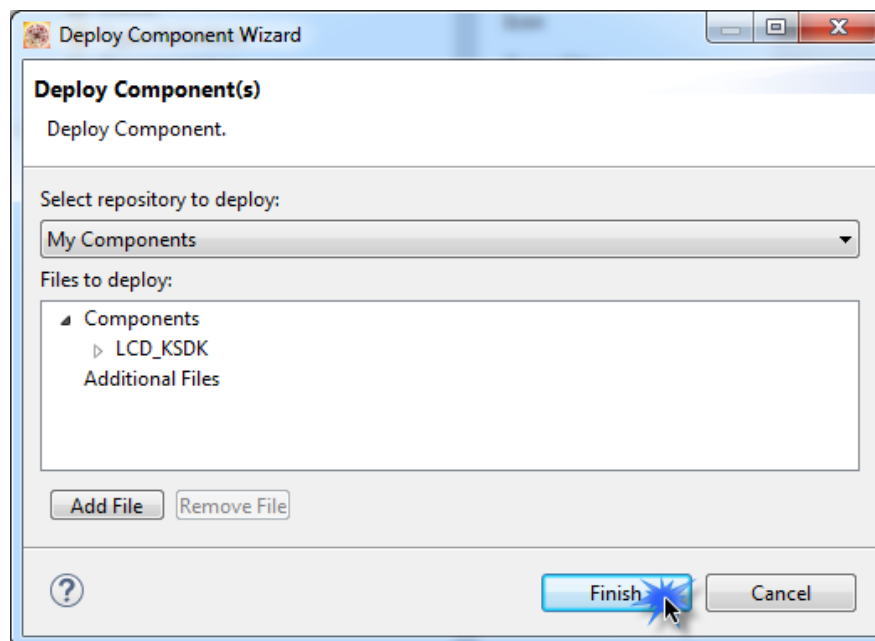 Deploy Component Wizard
Deploy Component(s)
Deploy Component.
Select repository to deploy:
My Components
Files to deploy:
Components
LCD_KSDK
Additional Files
Add File Remove File
? Finish Cancel